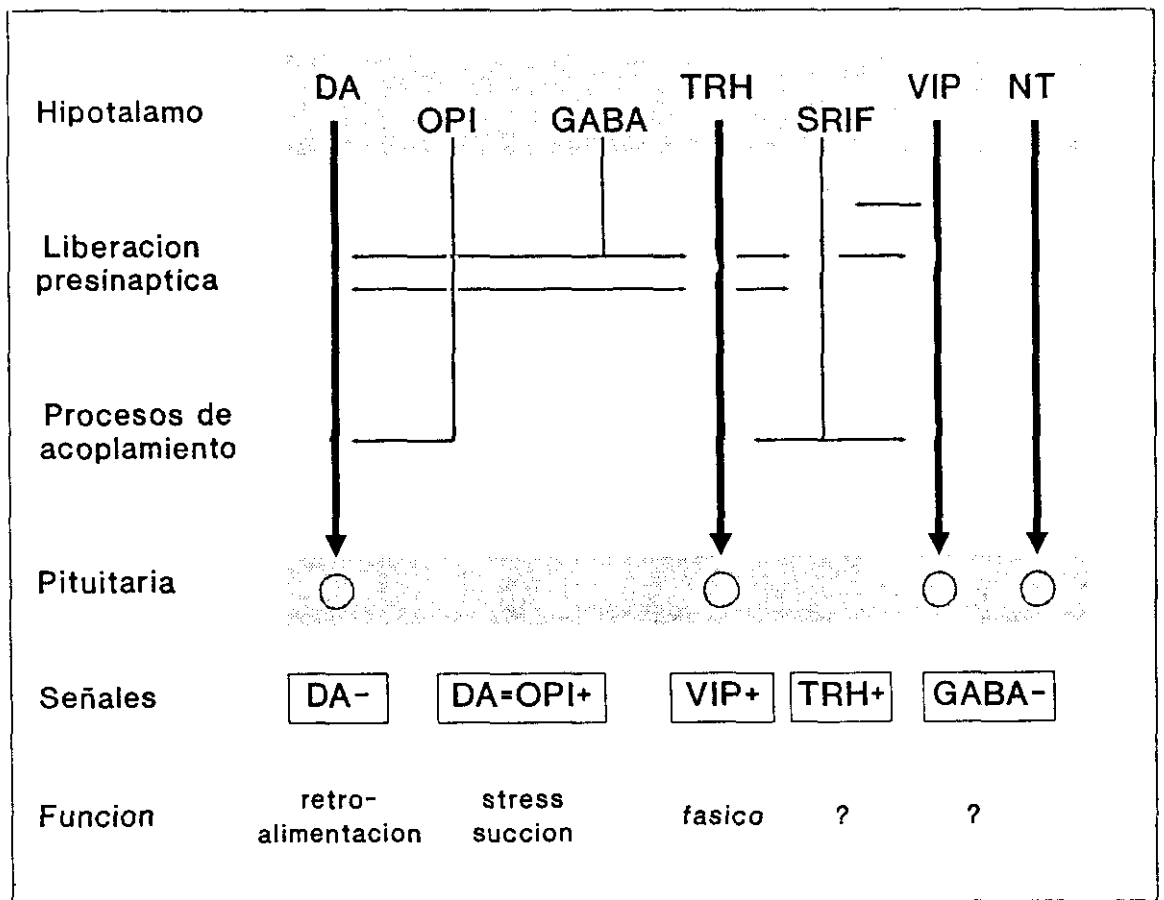 DA TRH VIP NT
Hipotalamo OPI GABA SRIF
Liberacion
presinaptica
Procesos de
acoplamiento
Pituitaria
Señales DA- DA=OPI+ VIP+ TRH+ GABA-
retro- stress
Funcion fasico ? ?
alimentacion succion